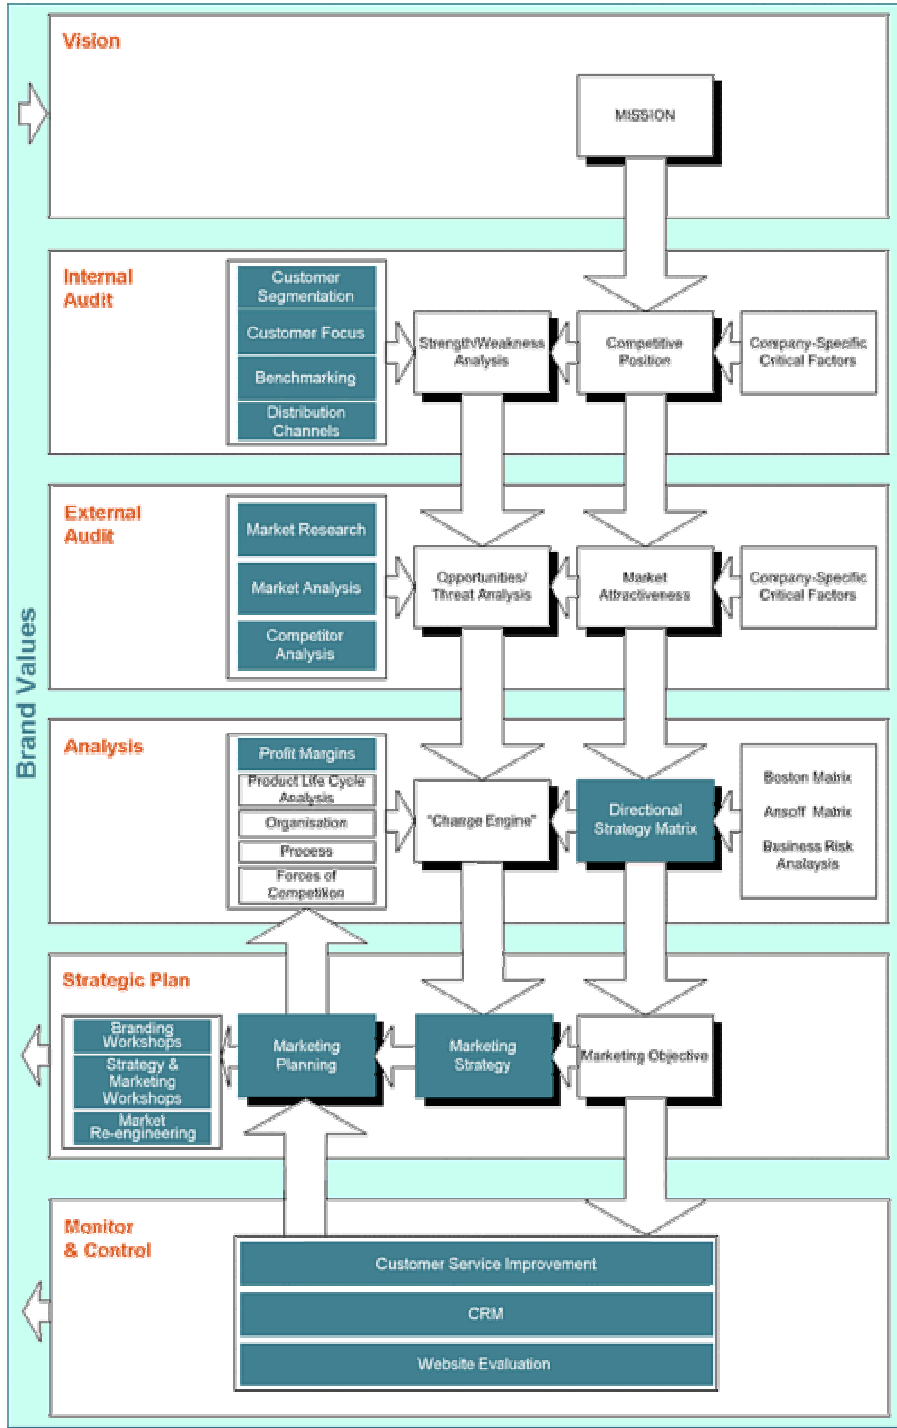 Vision
MISSION
Brand Values
Internal
Audit
Customer
Segmentation
Customer Focus
Benchmarking
Distribution
Channels
Strength/Weakness
Analysis
Competitive
Position
Company-Specific
Critical Factors
External
Audit
Market Research
Market Analysis
Competitor
Analysis
Opportunities/
Threat Analysis
Market
Attractiveness
Company-Specific
Critical Factors
Analysis
Profit Margins
Product Life Cycle
Analysis
Organisation
Process
Forces of
Competition
"Change Engine"
Directional
Strategy Matrix
Boston Matrix
Ansoff Matrix
Business Risk
Analaysis
Strategic Plan
Branding
Workshops
Strategy &
Marketing
Workshops
Market
Re-engineering
Marketing
Planning
Marketing
Strategy
Marketing Objective
Monitor
& Control
Customer Service Improvement
CRM
Website Evaluation